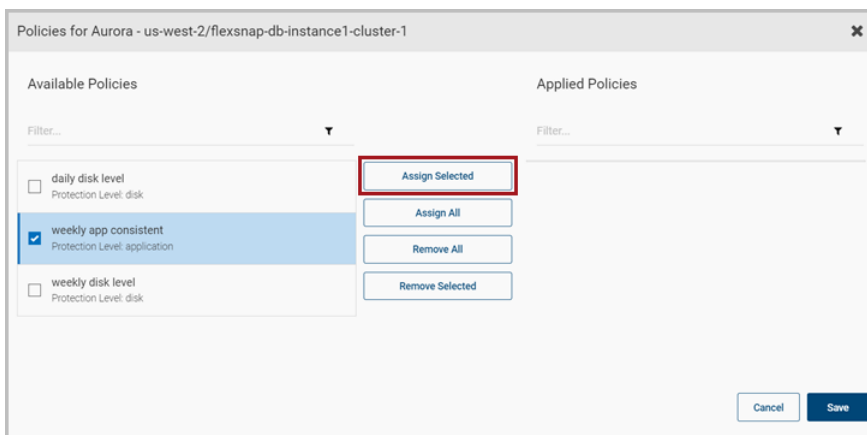 Policies for Aurora - us-west-2/flexsnap-db-instance1-cluster-1
Available Policies
Applied Policies
Filter...
Filter...
daily disk level
Protection Level: disk
weekly app consistent
Protection Level: application
weekly disk level
Protection Level: disk
Assign Selected
Assign All
Remove All
Remove Selected
Cancel
Save